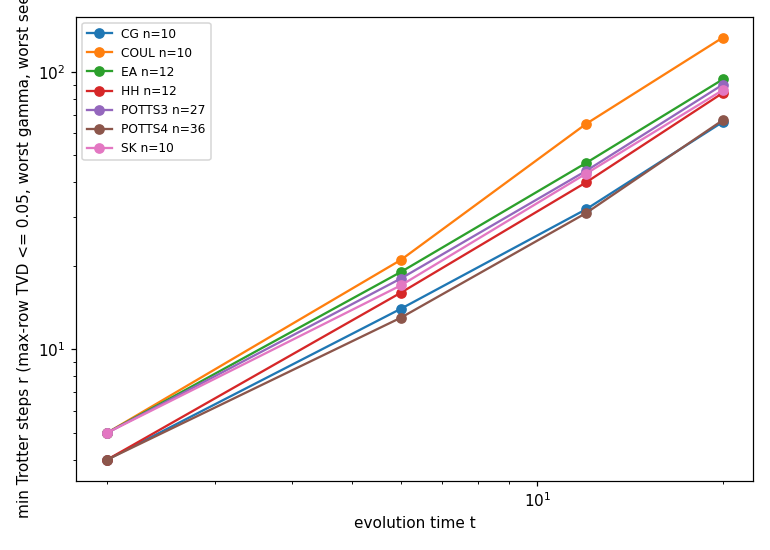 CG n=10
COUL n=10
EA n=12
HH n=12
POTTS3 n=27
POTTS4 n=36
SK n=10
min Trotter steps r (max-row TVD <= 0.05, worst gamma, worst
10²
10¹
10¹
evolution time t